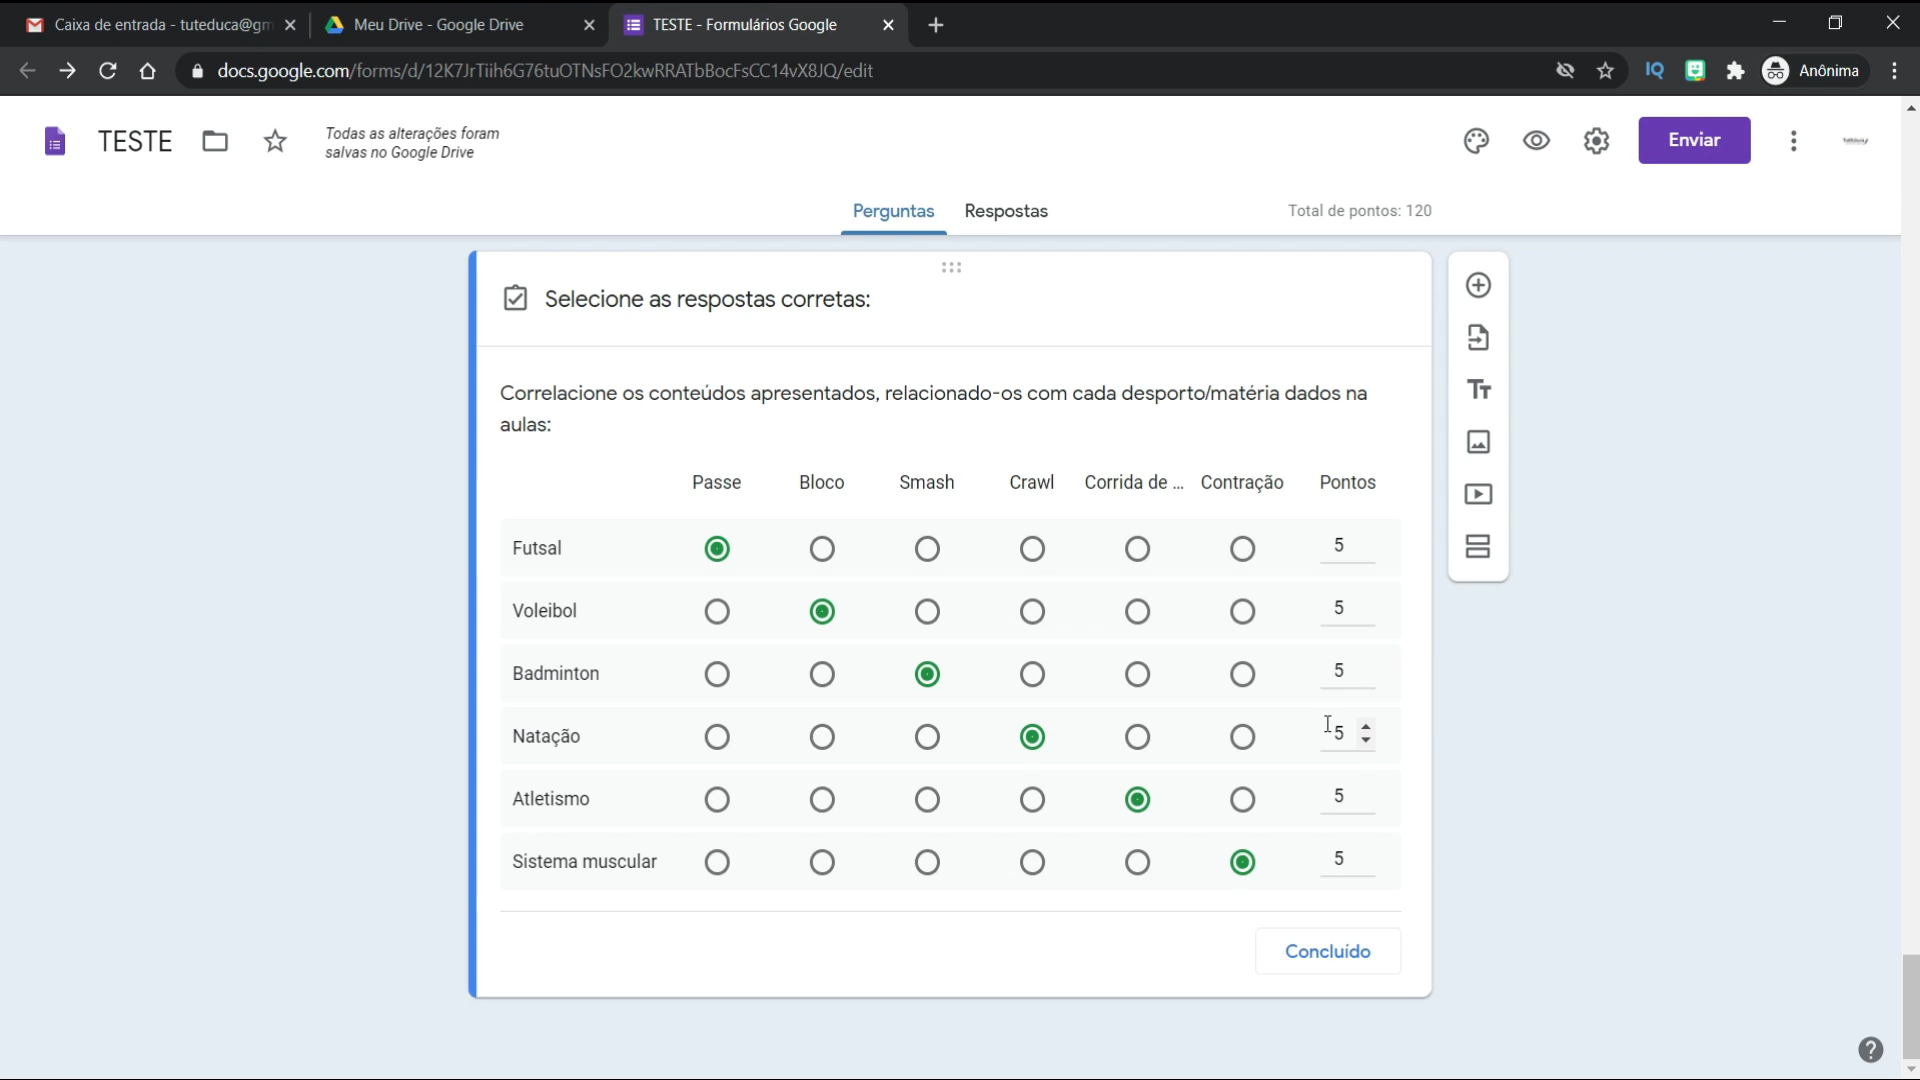 Caixa de entrada - tuteduca@gm
Meu Drive - Google Drive
TESTE - Formulários Google
docs.google.com/forms/d/12K7JrTiih6G76tuOTNsFO2kwRRATbBocFsCC14vX8JQ/edit
IQ
Anônima
TESTE
Todas as alterações foram
salvas no Google Drive
Enviar
Perguntas
Respostas
Total de pontos: 120
Selecione as respostas corretas:
Correlacione os conteúdos apresentados, relacionado-os com cada desporto/matéria dados na
aulas:
Passe Bloco Smash Crawl Corrida de ... Contração Pontos
Futsal 5
Voleibol 5
Badminton 5
Natação 5
Atletismo 5
Sistema muscular 5
Concluído